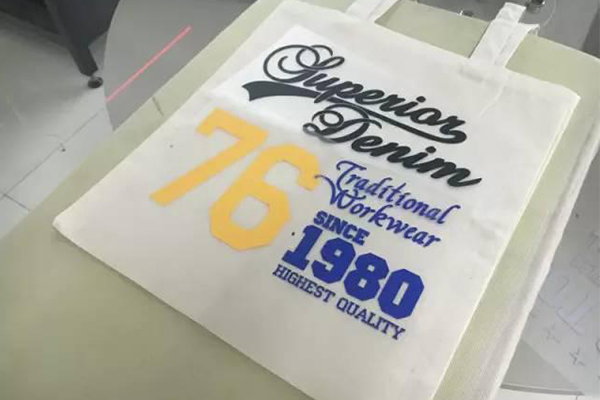 Superior
Denim
76
Traditional
Workwear
SINCE
1980
HIGHEST QUALITY